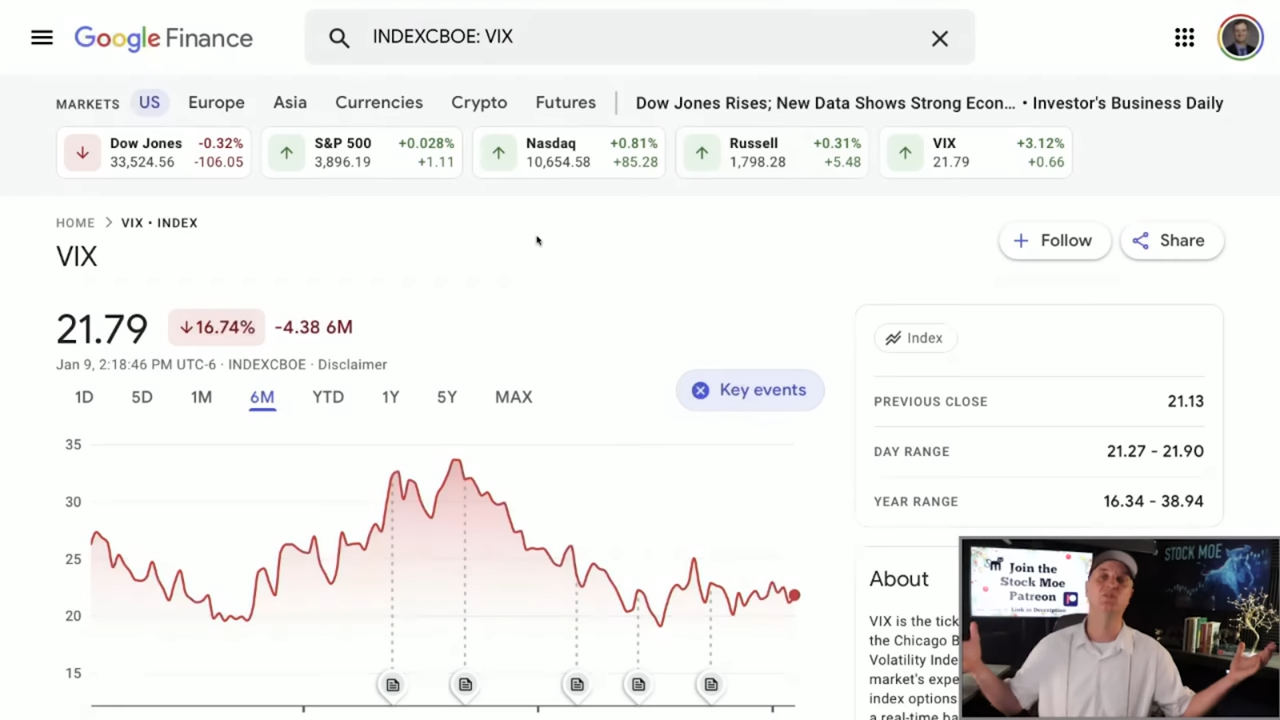 Google Finance
INDEXCBOE: VIX
MARKETS US Europe Asia Currencies Crypto Futures Dow Jones Rises; New Data Shows Strong Econ... • Investor's Business Daily
Dow Jones -0.32%
33,524.56 -106.05
S&P 500 +0.028%
3,896.19 +1.11
Nasdaq +0.81%
10,654.58 +85.28
Russell +0.31%
1,798.28 +5.48
VIX +3.12%
21.79 +0.66
HOME > VIX • INDEX
VIX
Follow
Share
21.79 ↓16.74% -4.38 6M
Jan 9, 2:18:46 PM UTC-6 · INDEXCBOE · Disclaimer
1D 5D 1M 6M YTD 1Y 5Y MAX
Key events
35
30
25
20
15
Index
PREVIOUS CLOSE 21.13
DAY RANGE 21.27 - 21.90
YEAR RANGE 16.34 - 38.94
About
VIX is the tick
the Chicago B
Volatility Inde
market's expe
index options
a real-time ba
Join the
Stock Moe
Patreon
Link in Description
STOCK MOE